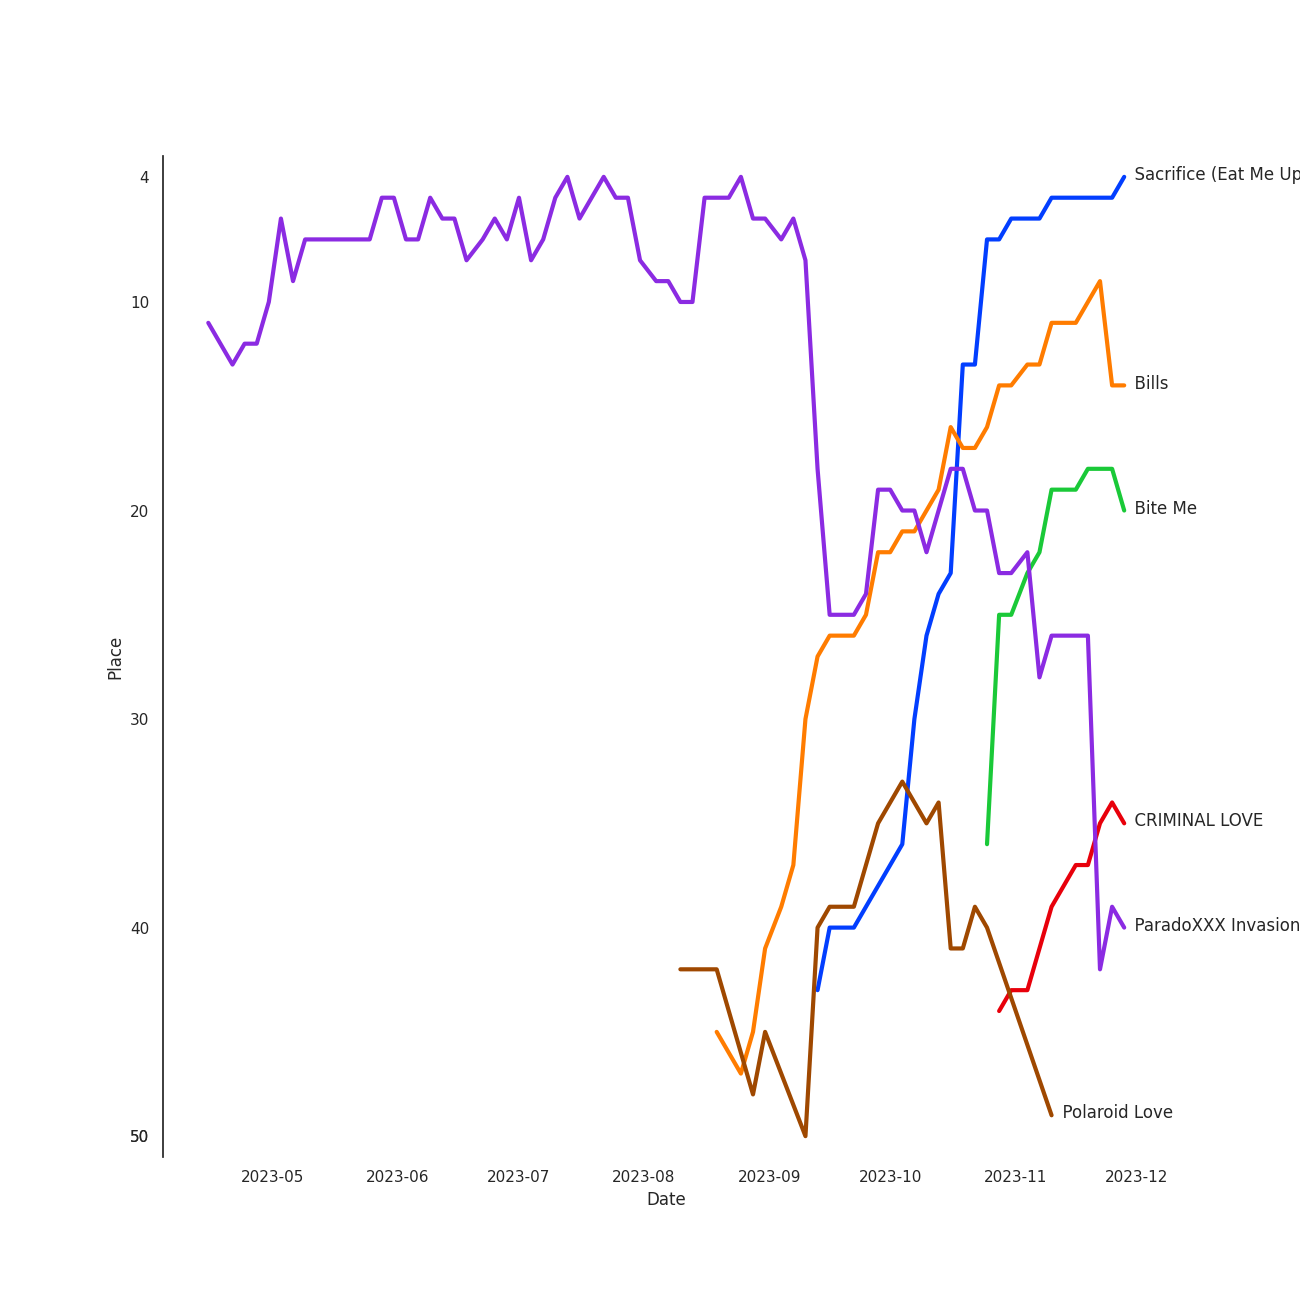 4
Sacrifice (Eat Me Up
10
Bills
20
Bite Me
Place
30
CRIMINAL LOVE
40
ParadoXXX Invasion
50
Polaroid Love
2023-05 2023-06 2023-07 2023-08 2023-09 2023-10 2023-11 2023-12
Date